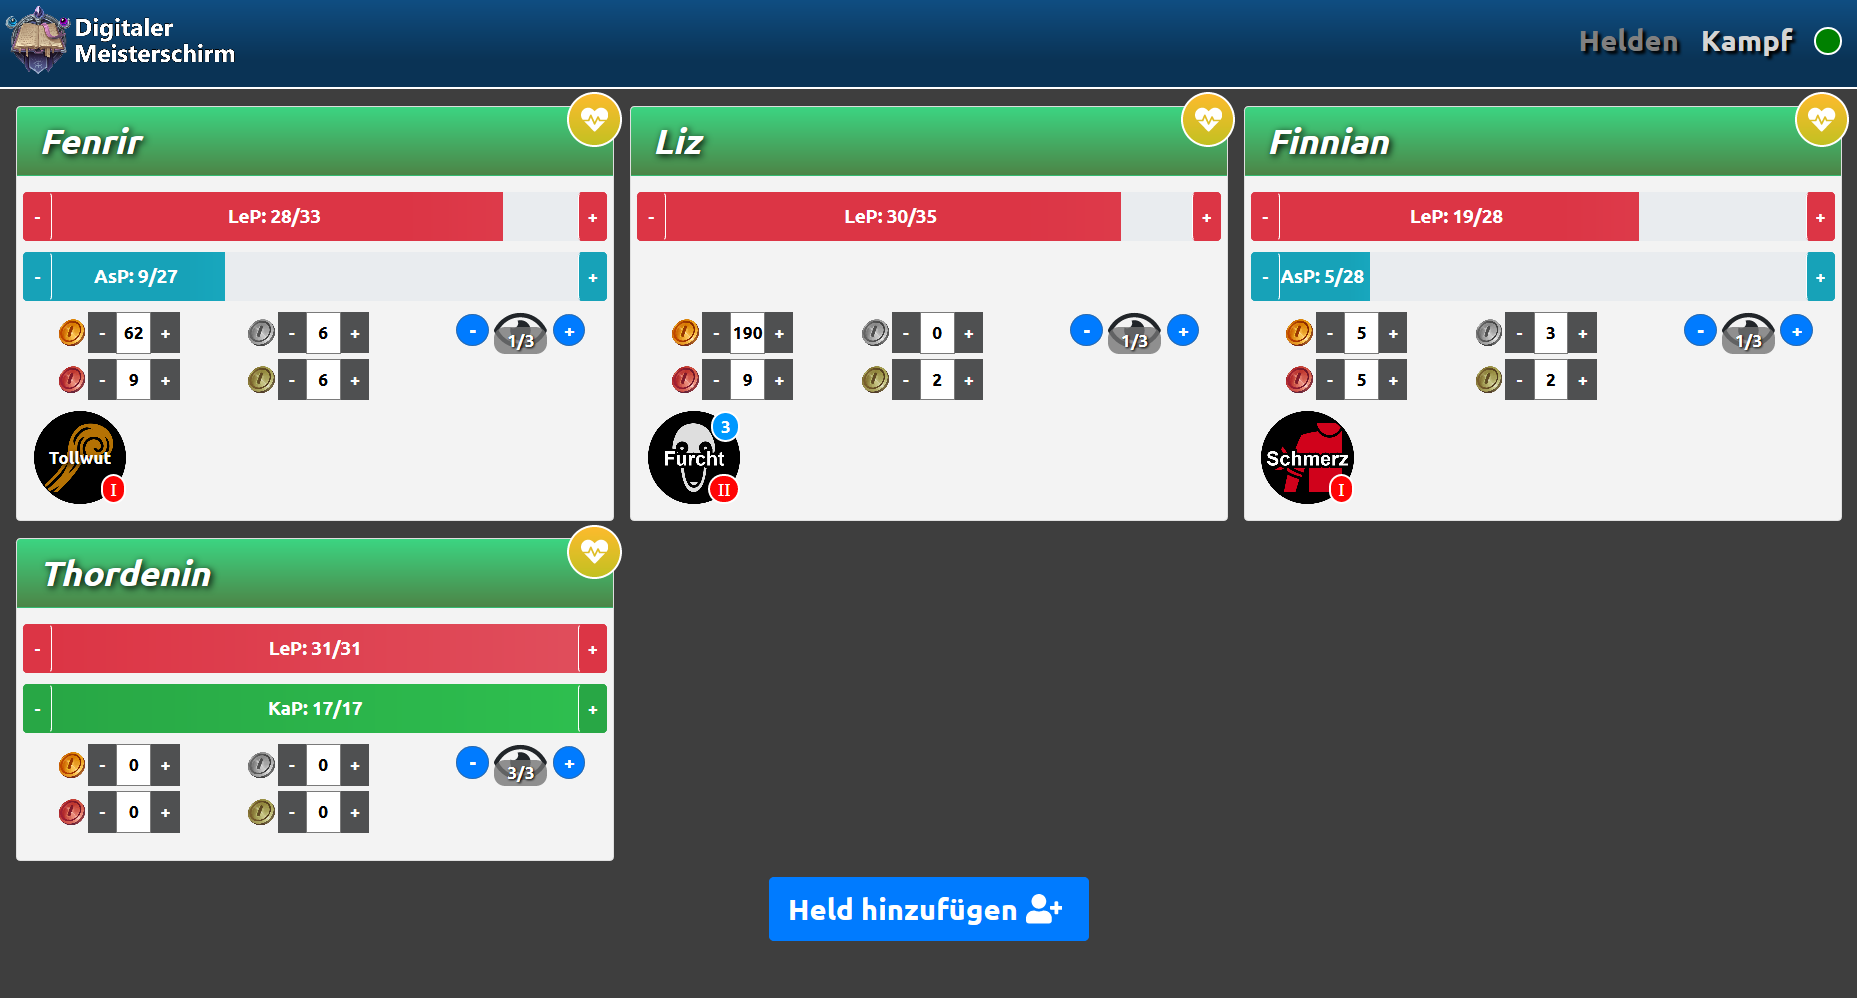 Digitaler
Meisterschirm
Helden Kampf
Fenrir
- LeP: 28/33 +
- AsP: 9/27 +
- 62 + - 6 + - 1/3 +
- 9 + - 6 +
Tollwut
I
Liz
- LeP: 30/35 +
- 190 + - 0 + - 1/3 +
- 9 + - 2 +
3
Furcht
II
Finnian
- LeP: 19/28 +
- AsP: 5/28 +
- 5 + - 3 + - 1/3 +
- 5 + - 2 +
Schmerz
I
Thordenin
- LeP: 31/31 +
- KaP: 17/17 +
- 0 + - 0 + - 3/3 +
- 0 + - 0 +
Held hinzufügen